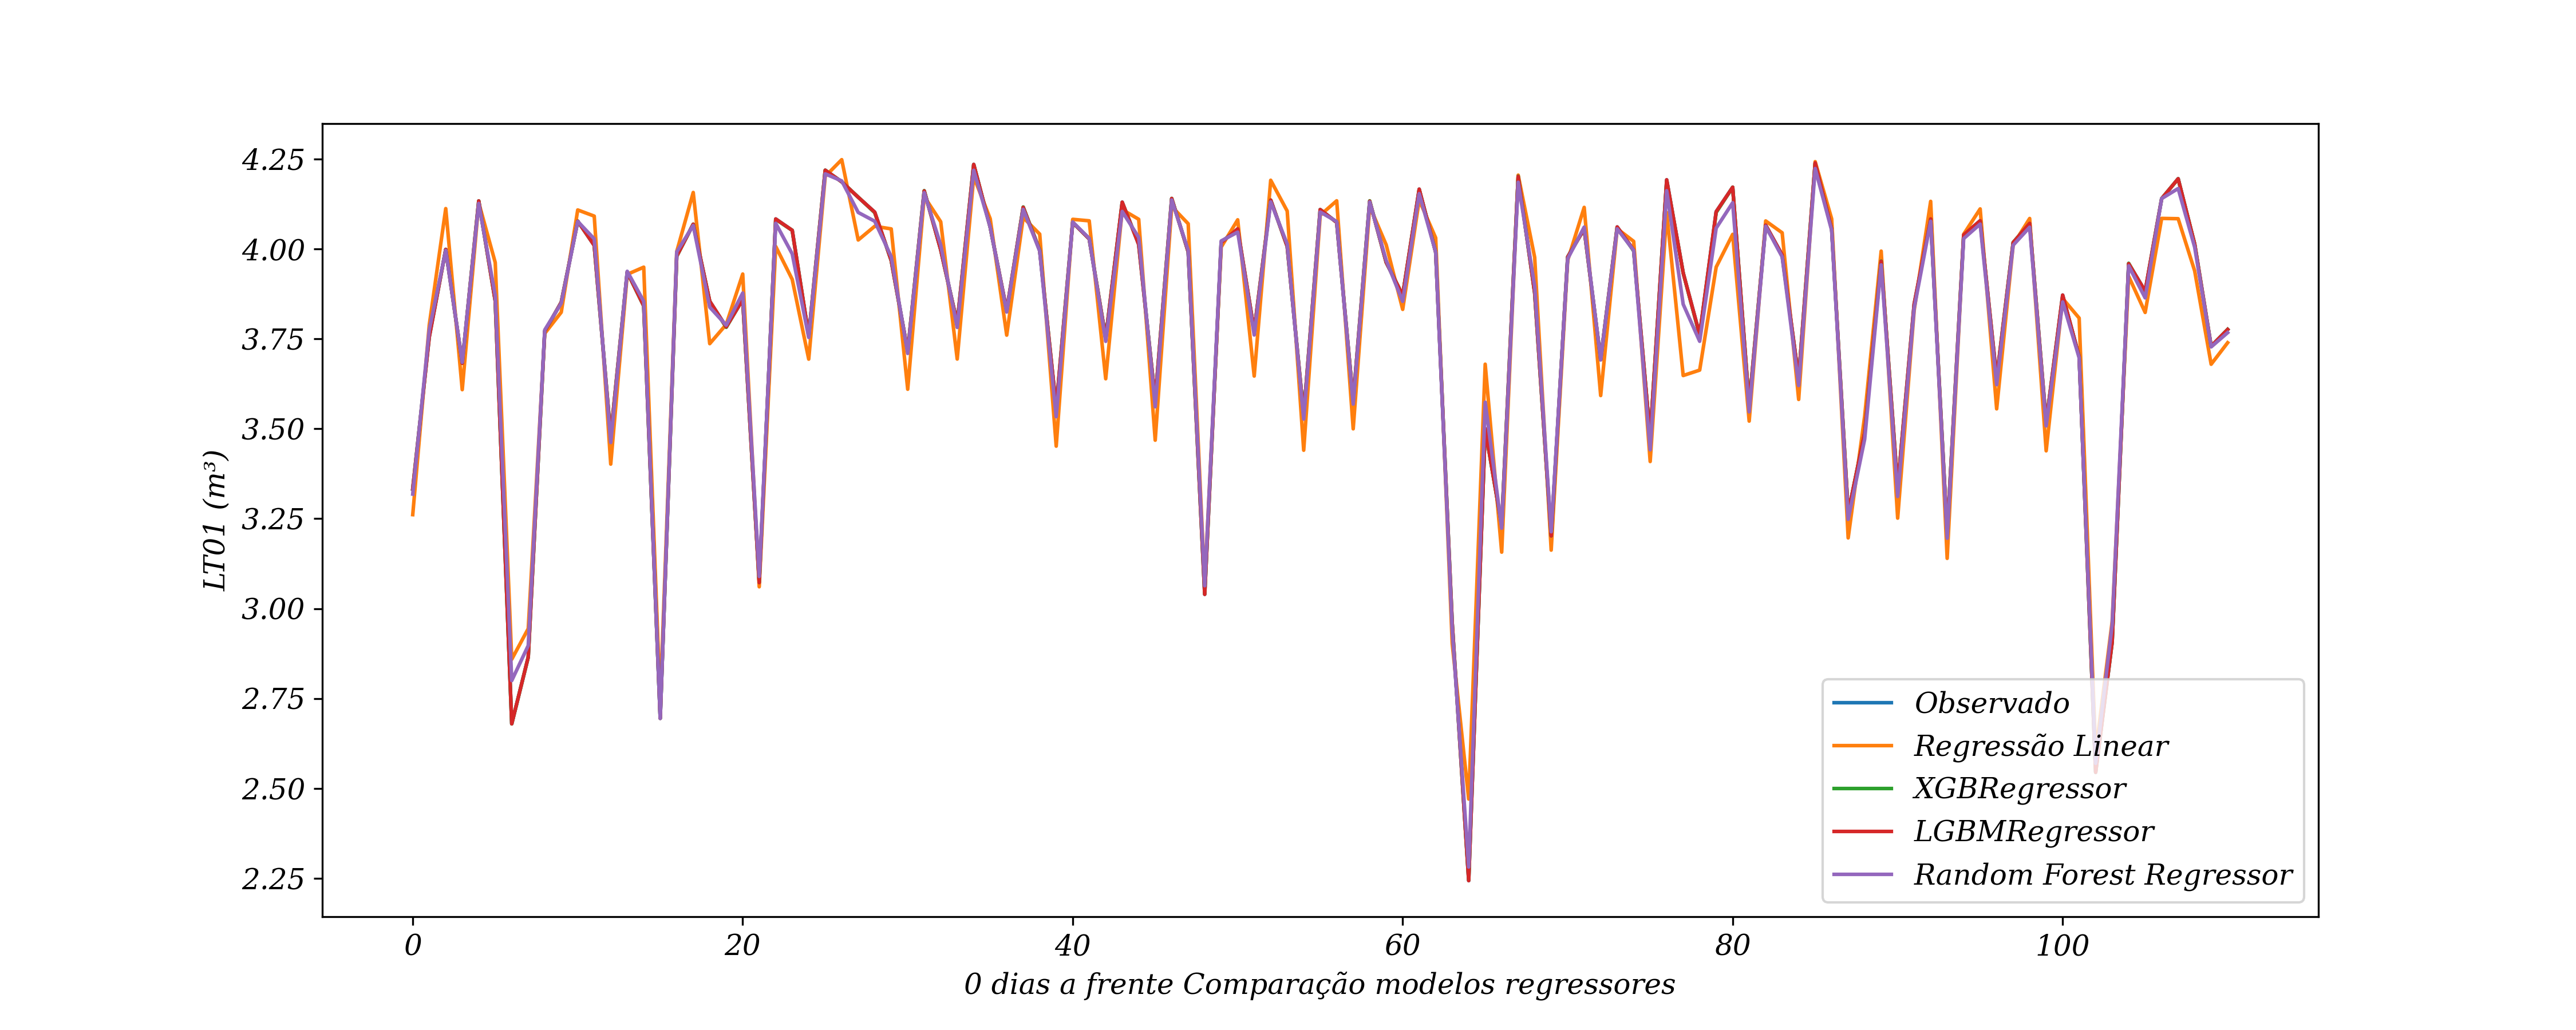 4.25
4.00
3.75
3.50
3.25
3.00
2.75
2.50
2.25
LT01 (m³)
Observado
Regressão Linear
XGBRegressor
LGBMRegressor
Random Forest Regressor
0 20 40 60 80 100
0 dias a frente Comparação modelos regressores